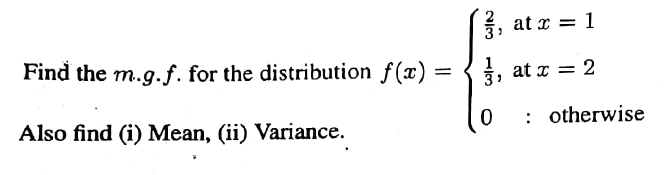 Find the m.g.f. for the distribution f(x) = { 2/3, at x = 1
1/3, at x = 2
0 : otherwise
Also find (i) Mean, (ii) Variance.